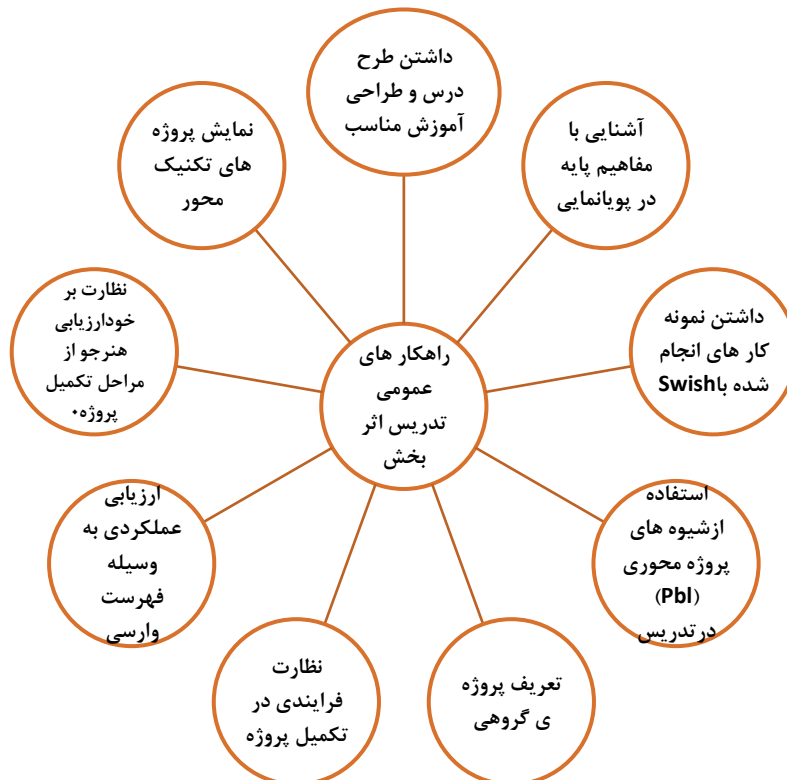 داشتن طرح
درس و طراحی
آموزش مناسب
آشنایی با
مفاهیم پایه
در پویانمایی
داشتن نمونه
کار های انجام
شده باSwish
استفاده
ازشیوه های
پروژه محوری
(Pbl)
درتدریس
تعریف پروژه
ی گروهی
نظارت
فرایندی در
تکمیل پروژه
ارزیابی
عملکردی به
وسیله
فهرست
وارسی
نظارت بر
خودارزیابی
هنرجو از
مراحل تکمیل
پروژه۰
نمایش پروژه
های تکنیک
محور
راهکار های
عمومی
تدریس اثر
بخش